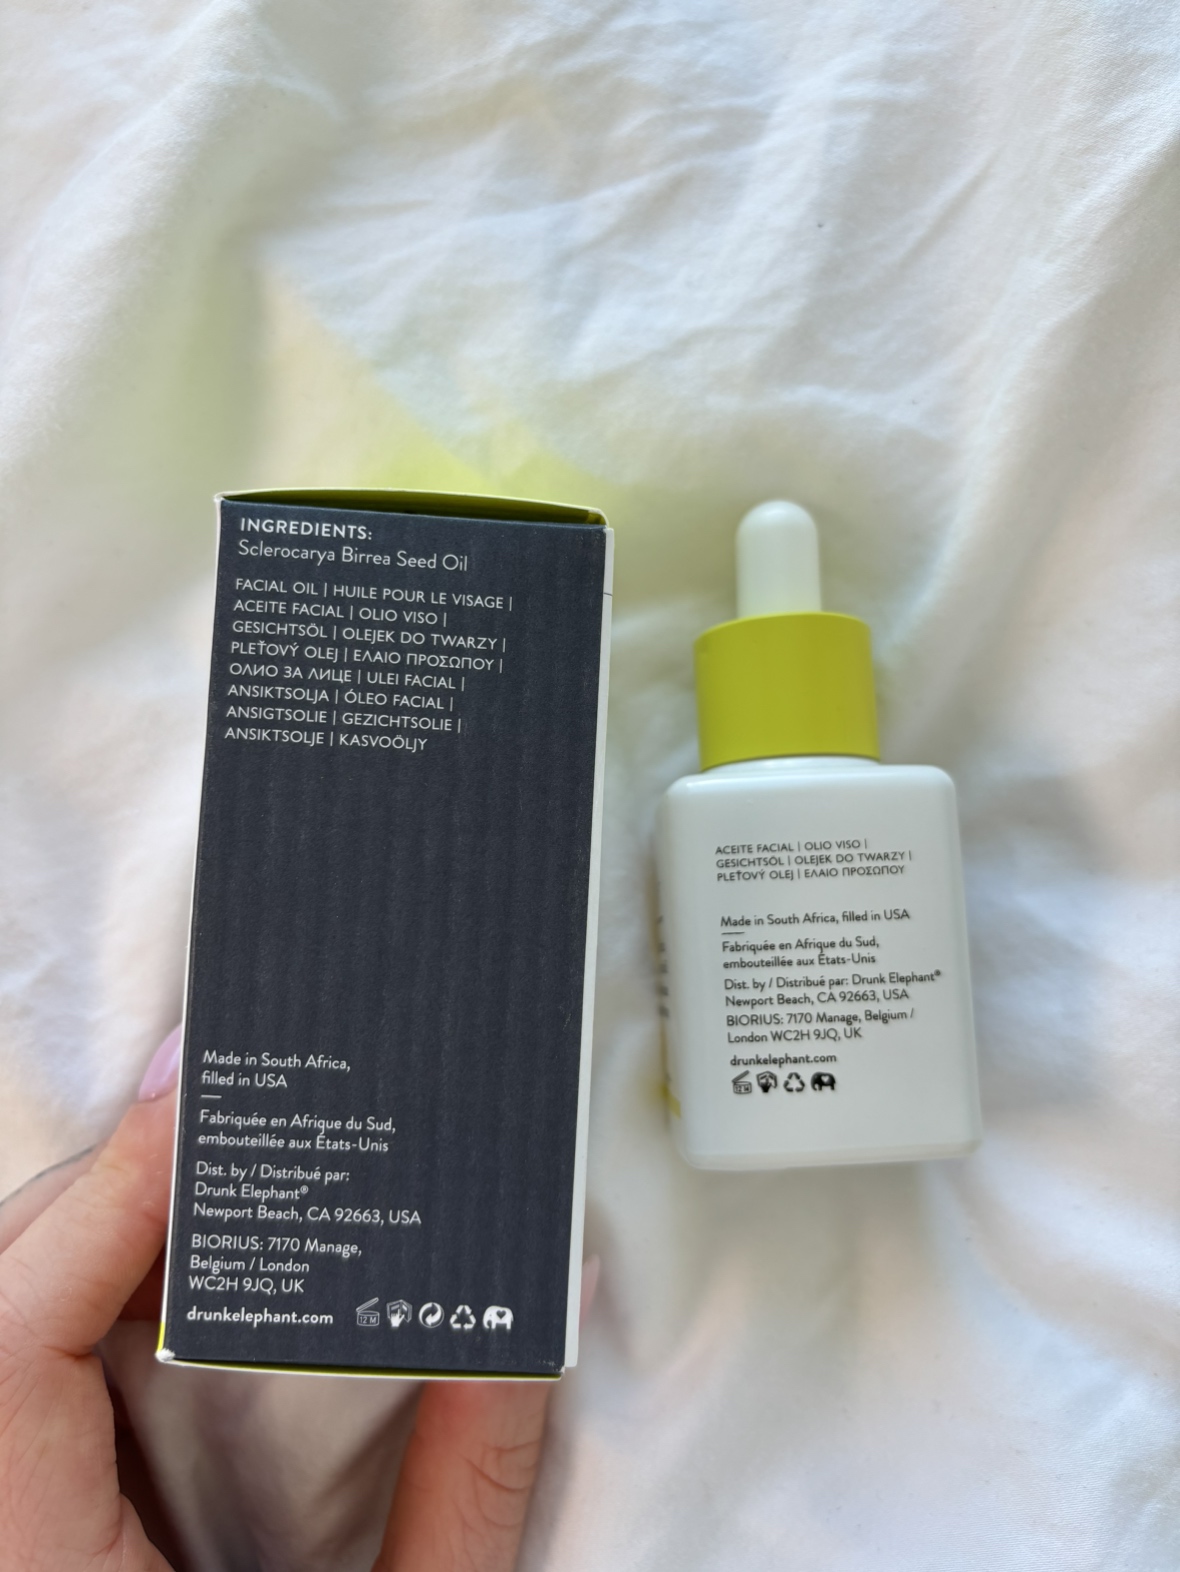 INGREDIENTS:
Sclerocarya Birrea Seed Oil
FACIAL OIL | HUILE POUR LE VISAGE |
ACEITE FACIAL | OLIO VISO |
GESICHTSÖL | OLEJEK DO TWARZY |
PLEŤOVÝ OLEJ | ΕΛΑΙΟ ΠΡΟΣΩΠΟΥ |
ОЛИО ЗА ЛИЦЕ | ULEI FACIAL |
ANSIKTSOLJA | ÓLEO FACIAL |
ANSIGTSOLIE | GEZICHTSOLIE |
ANSIKTSOLJE | KASVOÖLJY
Made in South Africa,
filled in USA
Fabriquée en Afrique du Sud,
embouteillée aux États-Unis
Dist. by / Distribué par:
Drunk Elephant®
Newport Beach, CA 92663, USA
BIORIUS: 7170 Manage,
Belgium / London
WC2H 9JQ, UK
drunkelephant.com
12 M
ACEITE FACIAL | OLIO VISO |
GESICHTSÖL | OLEJEK DO TWARZY |
PLEŤOVÝ OLEJ | ΕΛΑΙΟ ΠΡΟΣΩΠΟΥ
Made in South Africa, filled in USA
Fabriquée en Afrique du Sud,
embouteillée aux États-Unis
Dist. by / Distribué par: Drunk Elephant®
Newport Beach, CA 92663, USA
BIORIUS: 7170 Manage, Belgium /
London WC2H 9JQ, UK
drunkelephant.com
12 M